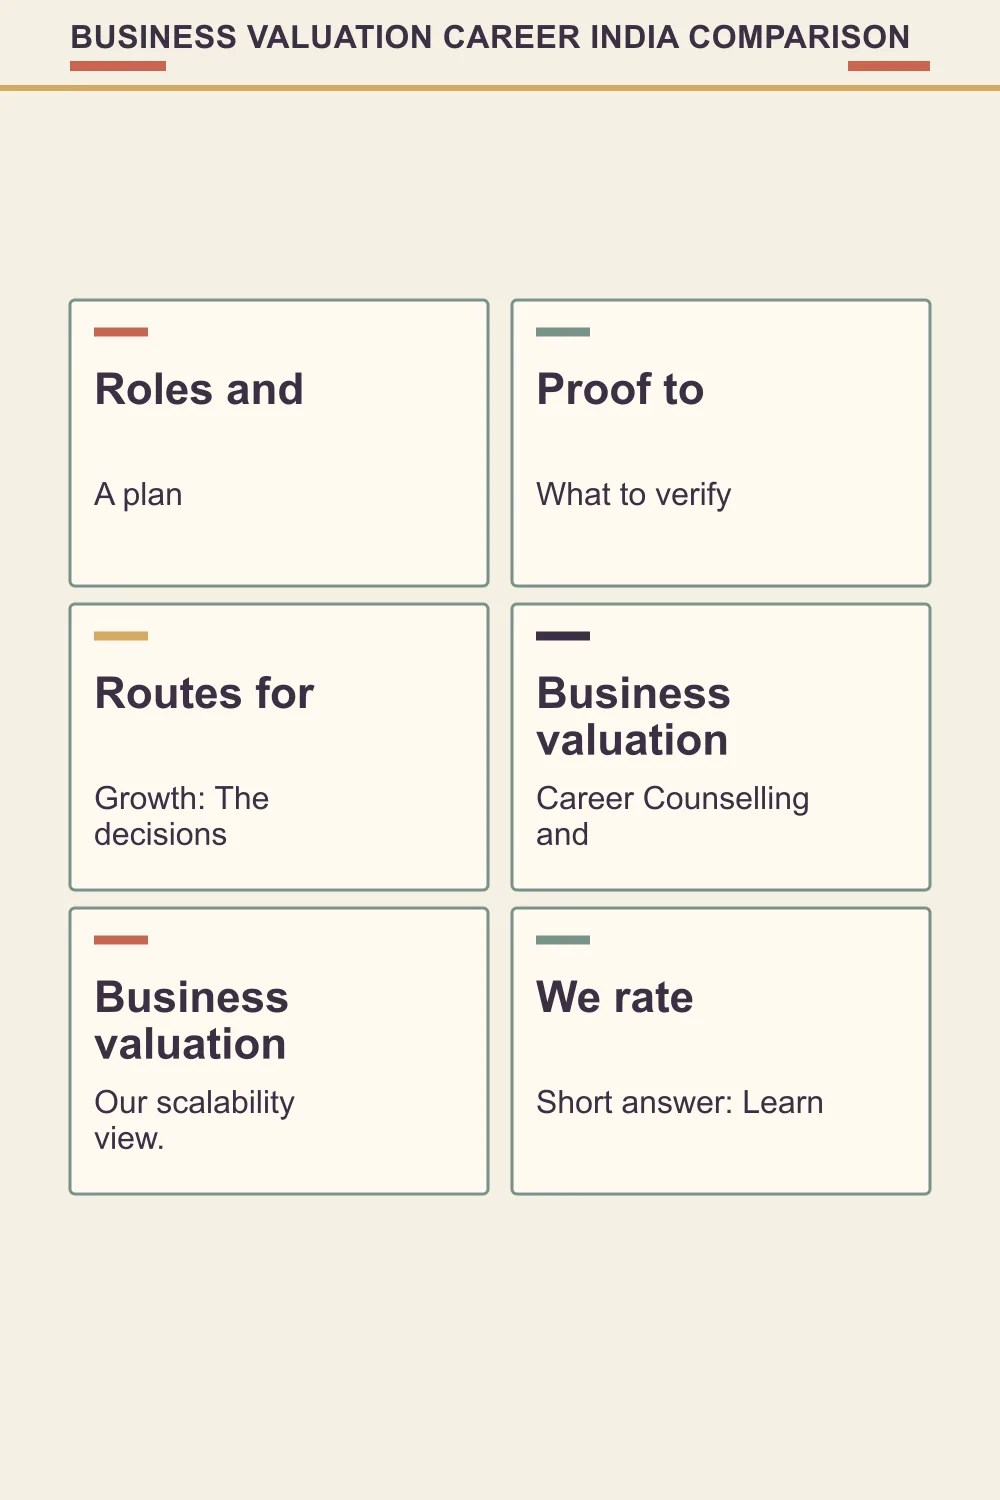 BUSINESS VALUATION CAREER INDIA COMPARISON
Roles and
A plan
Proof to
What to verify
Routes for
Growth: The
decisions
Business
valuation
Career Counselling
and
Business
valuation
Our scalability
view.
We rate
Short answer: Learn